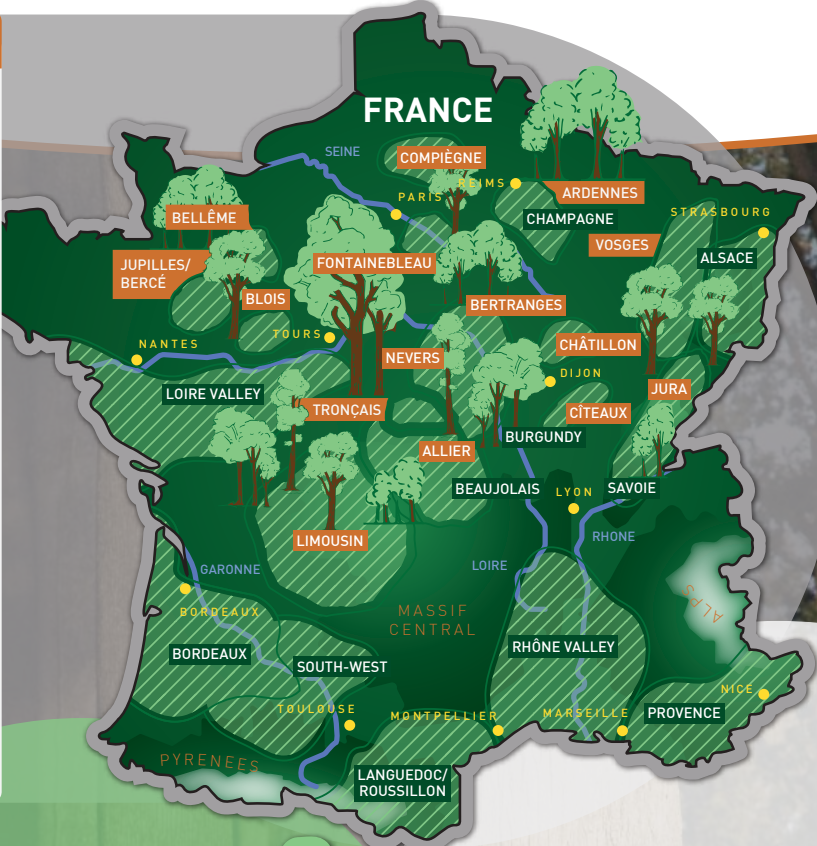 FRANCE
SEINE
COMPIÈGNE
REIMS
PARIS
ARDENNES
CHAMPAGNE
STRASBOURG
BELLÊME
VOSGES
ALSACE
JUPILLES/
BERCÉ
FONTAINEBLEAU
BLOIS
BERTRANGES
TOURS
NANTES
CHÂTILLON
NEVERS
DIJON
LOIRE VALLEY
JURA
TRONÇAIS
CÎTEAUX
BURGUNDY
ALLIER
BEAUJOLAIS
LYON
SAVOIE
LIMOUSIN
RHONE
LOIRE
GARONNE
BORDEAUX
MASSIF
CENTRAL
ALPS
BORDEAUX
RHÔNE VALLEY
SOUTH-WEST
NICE
TOULOUSE
MONTPELLIER
MARSEILLE
PROVENCE
PYRENEES
LANGUEDOC/
ROUSSILLON